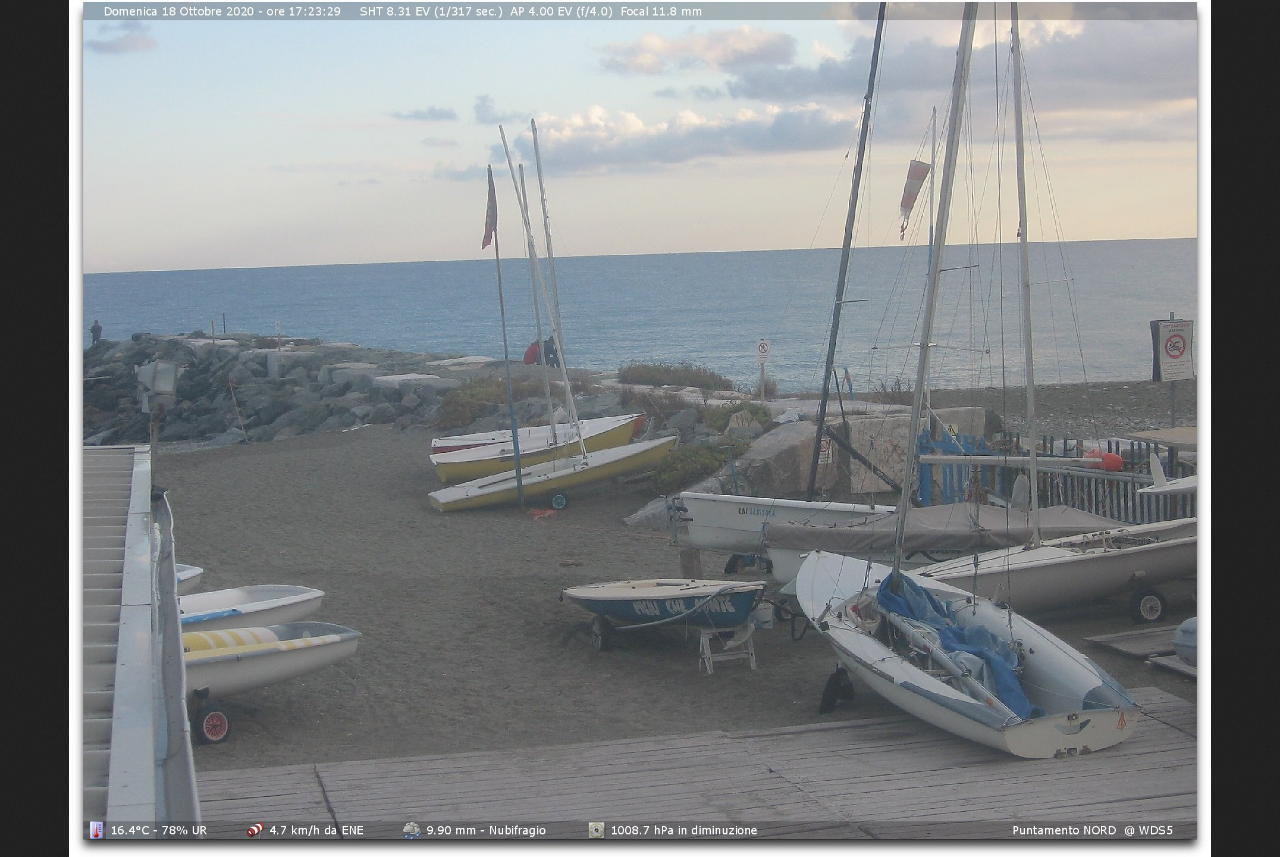 Domenica 18 Ottobre 2020 - ore 17:23:29 SHT 8.31 EV (1/317 sec.) AP 4.00 EV (f/4.0) Focal 11.8 mm
16.4°C - 78% UR 4.7 km/h da ENE 9.90 mm - Nubifragio 1008.7 hPa in diminuzione Puntamento NORD @ WDS5